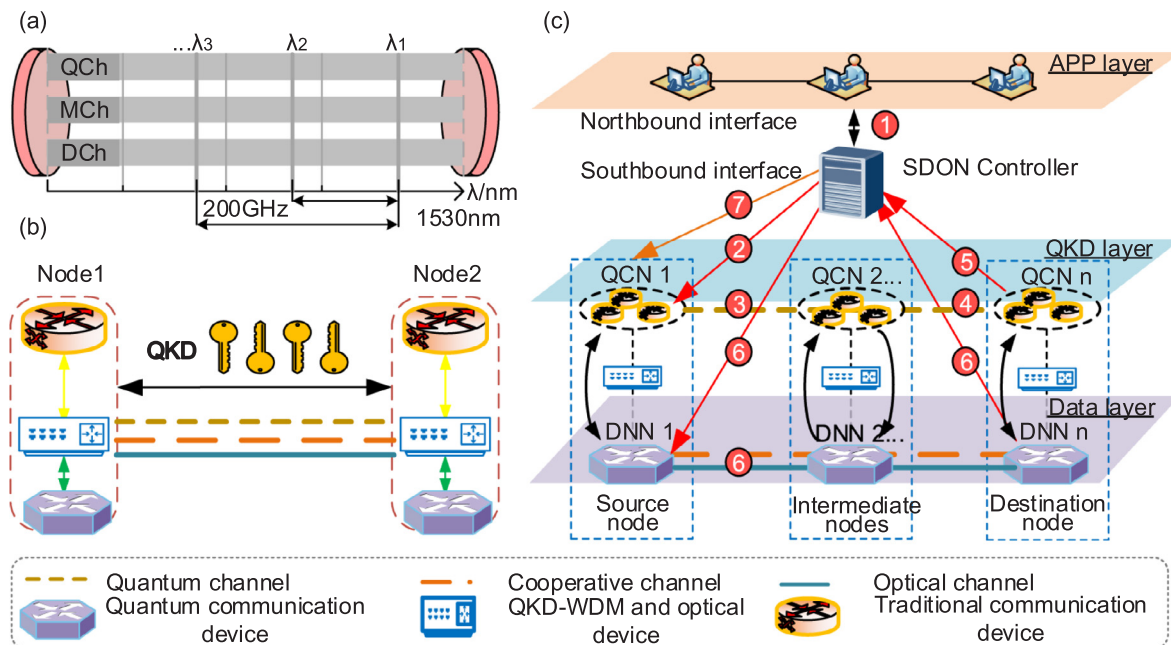 (a)
...λ3 λ2 λ1
QCh
MCh
DCh
λ/nm
200GHz
1530nm
(b)
Node1 Node2
QKD
(c)
APP layer
Northbound interface
1
Southbound interface
SDON Controller
7
2
5
QKD layer
QCN 1 QCN 2... QCN n
3 4
6 6
Data layer
DNN 1 DNN 2... DNN n
6
Source
node
Intermediate
nodes
Destination
node
Quantum channel
Quantum communication
device
Cooperative channel
QKD-WDM and optical
device
Optical channel
Traditional communication
device